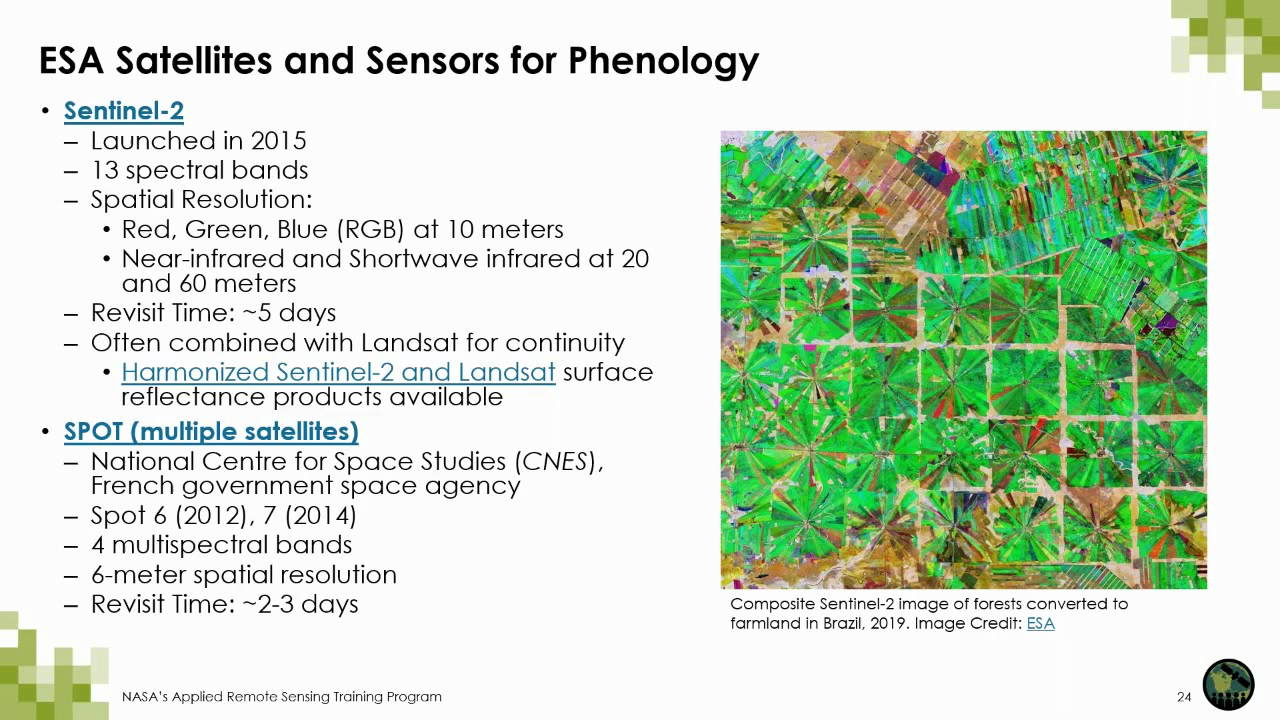 ESA Satellites and Sensors for Phenology
• Sentinel-2
– Launched in 2015
– 13 spectral bands
– Spatial Resolution:
• Red, Green, Blue (RGB) at 10 meters
• Near-infrared and Shortwave infrared at 20
and 60 meters
– Revisit Time: ~5 days
– Often combined with Landsat for continuity
• Harmonized Sentinel-2 and Landsat surface
reflectance products available
• SPOT (multiple satellites)
– National Centre for Space Studies (CNES),
French government space agency
– Spot 6 (2012), 7 (2014)
– 4 multispectral bands
– 6-meter spatial resolution
– Revisit Time: ~2-3 days
Composite Sentinel-2 image of forests converted to
farmland in Brazil, 2019. Image Credit: ESA
NASA's Applied Remote Sensing Training Program
24